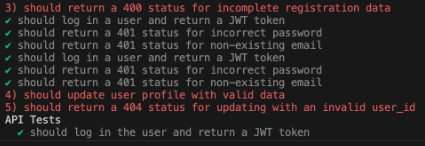 3) should return a 400 status for incomplete registration data
✔ should log in a user and return a JWT token
✔ should return a 401 status for incorrect password
✔ should return a 401 status for non-existing email
✔ should log in a user and return a JWT token
✔ should return a 401 status for incorrect password
✔ should return a 401 status for non-existing email
4) should update user profile with valid data
5) should return a 404 status for updating with an invalid user_id
API Tests
✔ should log in the user and return a JWT token